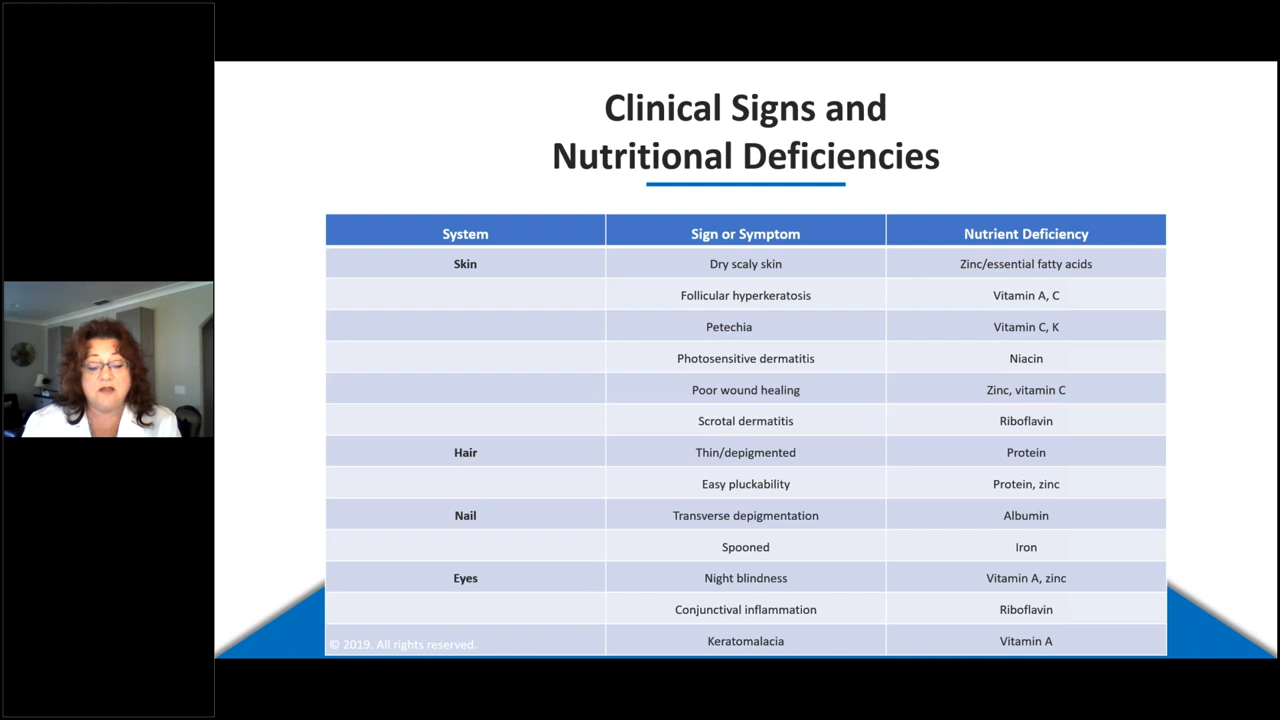 Clinical Signs and
Nutritional Deficiencies
System Sign or Symptom Nutrient Deficiency
Skin Dry scaly skin Zinc/essential fatty acids
Follicular hyperkeratosis Vitamin A, C
Petechia Vitamin C, K
Photosensitive dermatitis Niacin
Poor wound healing Zinc, vitamin C
Scrotal dermatitis Riboflavin
Hair Thin/depigmented Protein
Easy pluckability Protein, zinc
Nail Transverse depigmentation Albumin
Spooned Iron
Eyes Night blindness Vitamin A, zinc
Conjunctival inflammation Riboflavin
Keratomalacia Vitamin A
© 2019. All rights reserved.